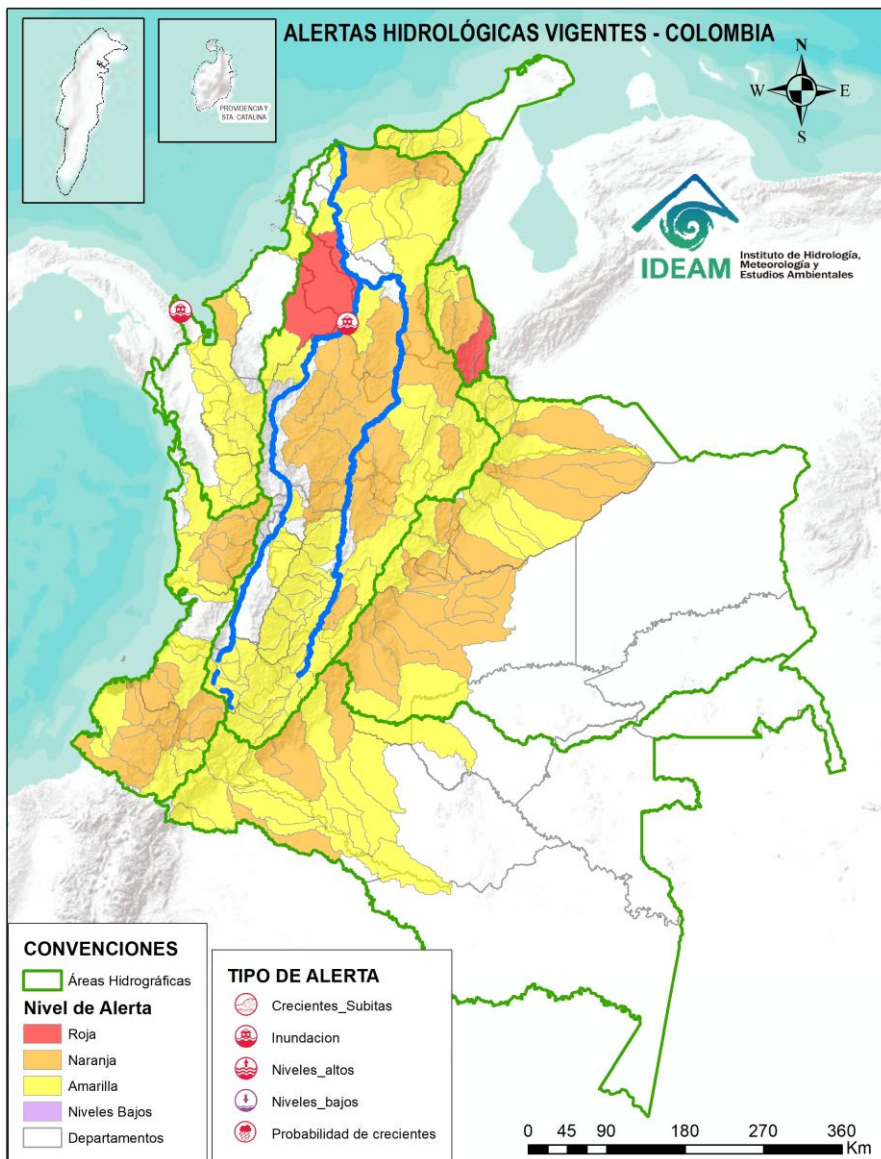 ALERTAS HIDROLÓGICAS VIGENTES - COLOMBIA
PROVIDENCIA Y
STA. CATALINA
N
W
E
S
IDEAM
Instituto de Hidrología,
Meteorología y
Estudios Ambientales
CONVENCIONES
Áreas Hidrográficas
Nivel de Alerta
Roja
Naranja
Amarilla
Niveles Bajos
Departamentos
TIPO DE ALERTA
Crecientes_Subitas
Inundacion
Niveles_altos
Niveles_bajos
Probabilidad de crecientes
0 45 90 180 270 360
Km